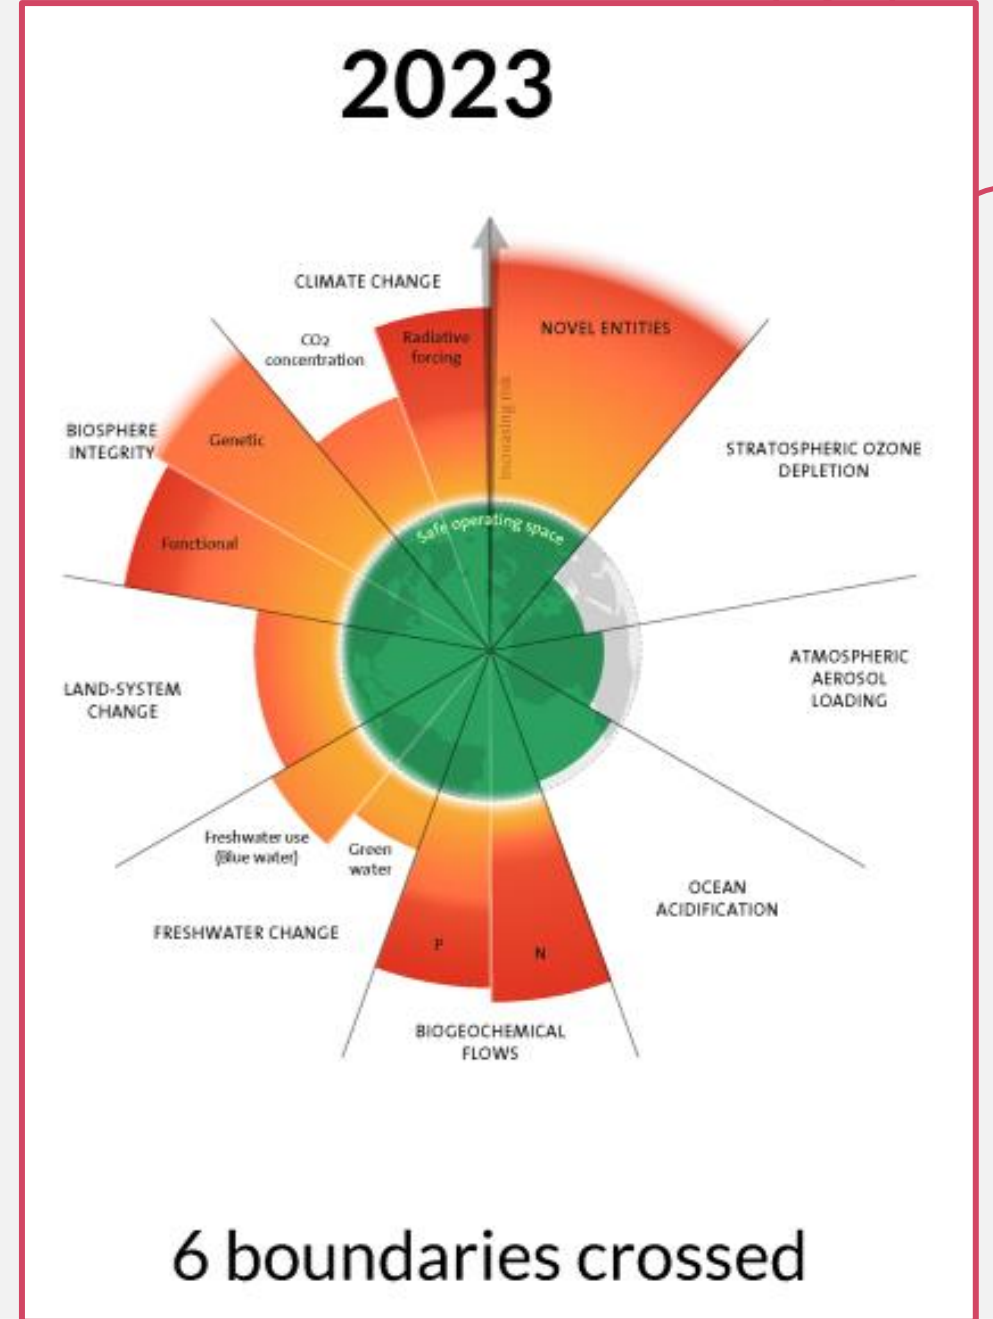 2023
CLIMATE CHANGE
CO2
concentration
Radiative
forcing
NOVEL ENTITIES
Increasing risk
BIOSPHERE
INTEGRITY
Genetic
STRATOSPHERIC OZONE
DEPLETION
Functional
Safe operating space
ATMOSPHERIC
AEROSOL
LOADING
LAND-SYSTEM
CHANGE
Freshwater use
(Blue water)
Green
water
OCEAN
ACIDIFICATION
FRESHWATER CHANGE
P
N
BIOGEOCHEMICAL
FLOWS
6 boundaries crossed